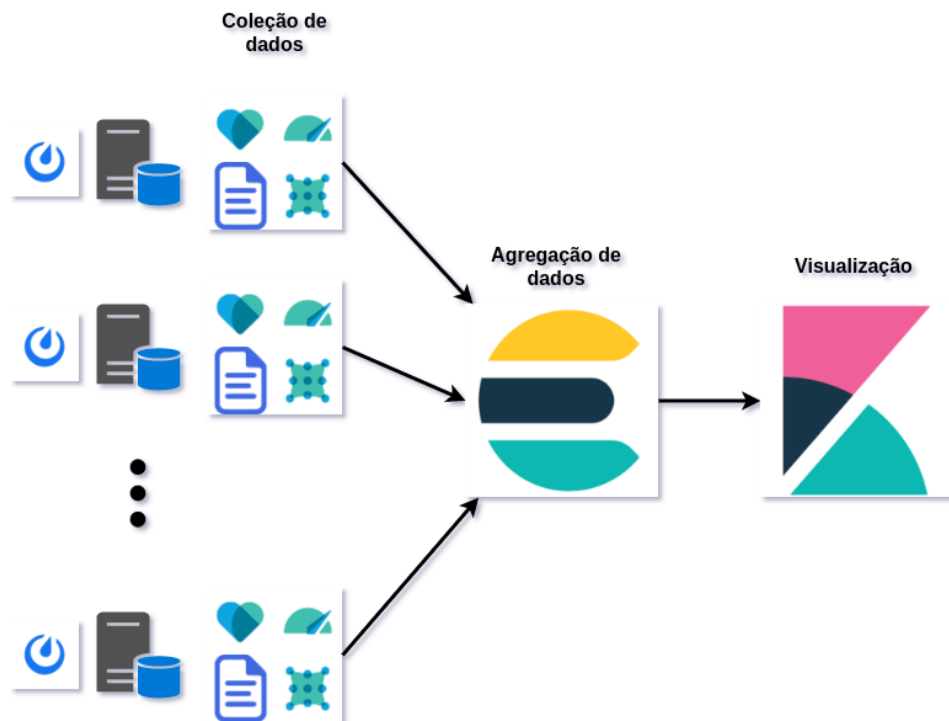 Coleção de
dados
Agregação de
dados
Visualização